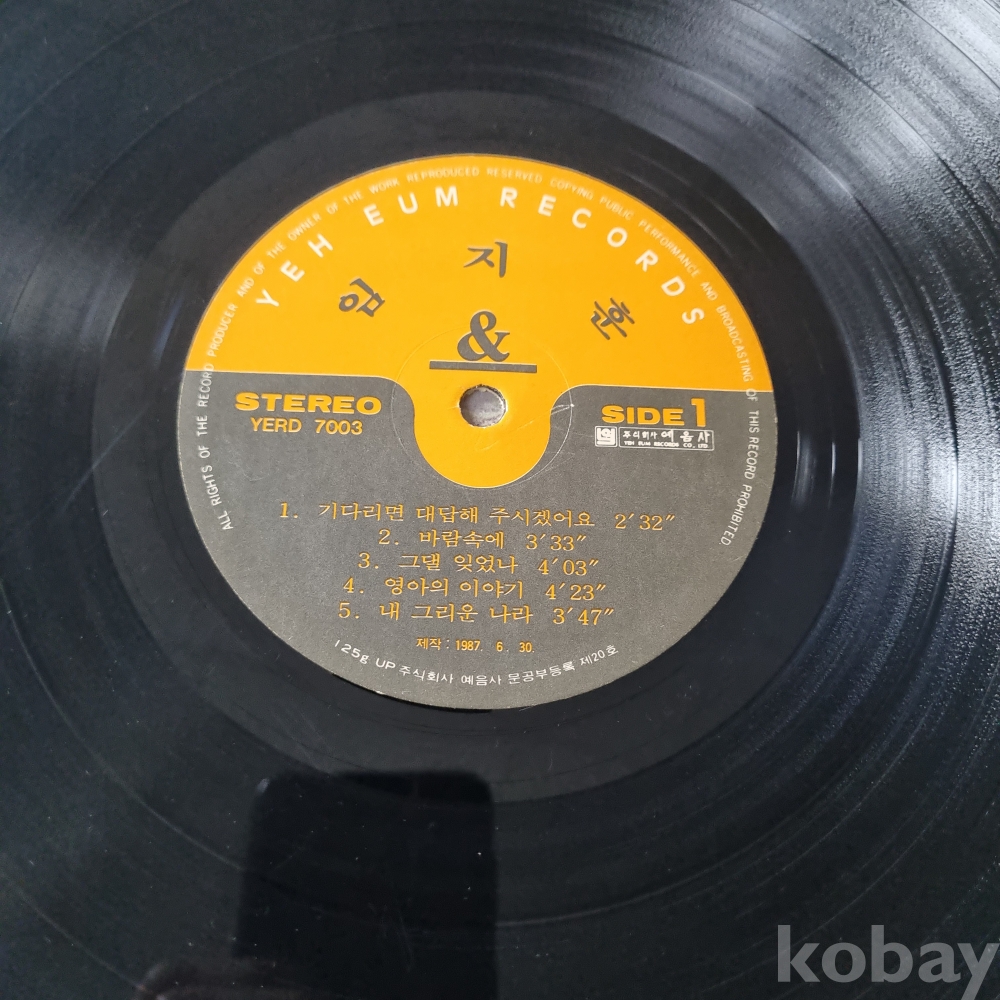 ALL RIGHTS OF THE RECORD PRODUCER AND OF THE OWNER OF THE WORK REPRODUCED RESERVED COPYING PUBLIC PERFORMANCE AND BROADCASTING OF THIS RECORD PROHIBITED
YEH EUM RECORDS
임 지 훈
&
STEREO
YERD 7003
SIDE 1
주식회사 예음사
YEH EUM RECORDS CO., LTD.
1. 기다리면 대답해 주시겠어요 2′32″
2. 바람속에 3′33″
3. 그댈 잊었나 4′03″
4. 영아의 이야기 4′23″
5. 내 그리운 나라 3′47″
제작 : 1987. 6. 30.
125g UP 주식회사 예음사 문공부등록 제20호
kobay